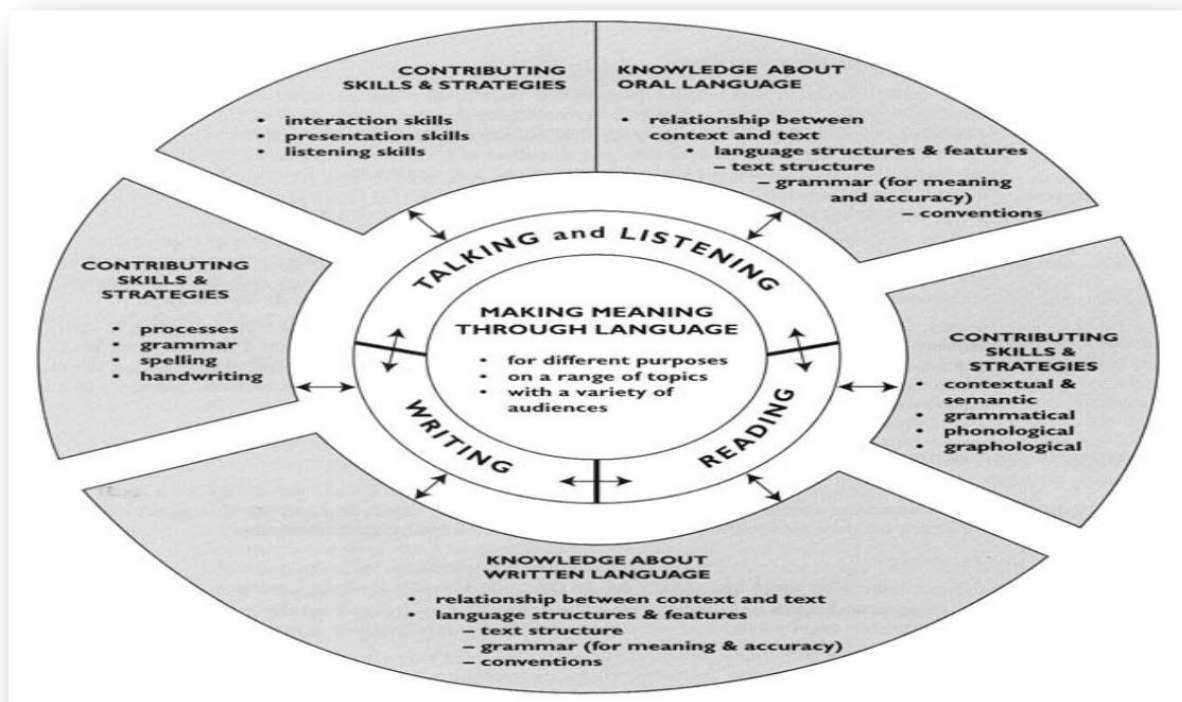 CONTRIBUTING
SKILLS & STRATEGIES
• interaction skills
• presentation skills
• listening skills
KNOWLEDGE ABOUT
ORAL LANGUAGE
• relationship between
context and text
• language structures & features
– text structure
– grammar (for meaning
and accuracy)
– conventions
CONTRIBUTING
SKILLS &
STRATEGIES
• processes
• grammar
• spelling
• handwriting
TALKING and LISTENING
MAKING MEANING
THROUGH LANGUAGE
• for different purposes
• on a range of topics
• with a variety of
audiences
WRITING
READING
CONTRIBUTING
SKILLS &
STRATEGIES
• contextual &
semantic
• grammatical
• phonological
• graphological
KNOWLEDGE ABOUT
WRITTEN LANGUAGE
• relationship between context and text
• language structures & features
– text structure
– grammar (for meaning & accuracy)
– conventions